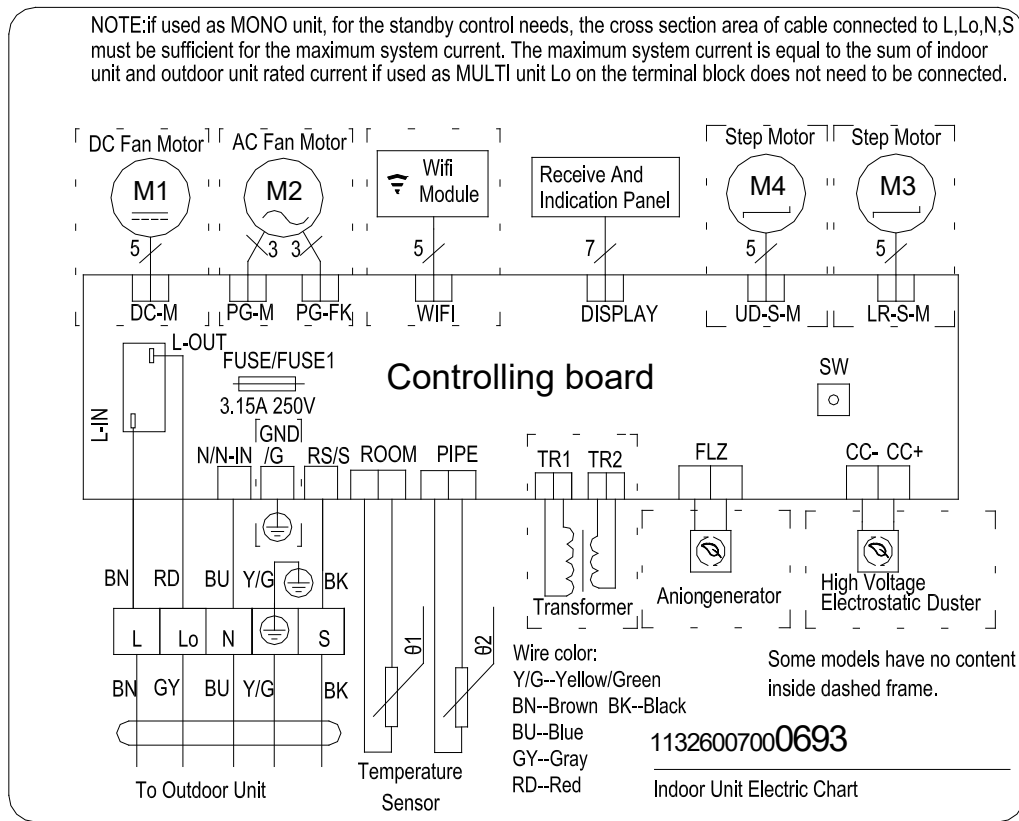 NOTE:if used as MONO unit, for the standby control needs, the cross section area of cable connected to L,Lo,N,S
must be sufficient for the maximum system current. The maximum system current is equal to the sum of indoor
unit and outdoor unit rated current if used as MULTI unit Lo on the terminal block does not need to be connected.
DC Fan Motor
AC Fan Motor
Step Motor
Step Motor
M1
M2
Wifi
Module
Receive And
Indication Panel
M4
M3
5
3
3
5
7
5
5
DC-M
PG-M
PG-FK
WIFI
DISPLAY
UD-S-M
LR-S-M
L-OUT
L-IN
FUSE/FUSE1
3.15A 250V
Controlling board
SW
N/N-IN
GND
/G
RS/S
ROOM
PIPE
TR1
TR2
FLZ
CC-
CC+
BN
RD
BU
Y/G
BK
Transformer
Aniongenerator
High Voltage
Electrostatic Duster
L
Lo
N
S
θ1
θ2
BN
GY
BU
Y/G
BK
To Outdoor Unit
Temperature
Sensor
Wire color:
Y/G--Yellow/Green
BN--Brown BK--Black
BU--Blue
GY--Gray
RD--Red
Some models have no content
inside dashed frame.
11326007000693
Indoor Unit Electric Chart